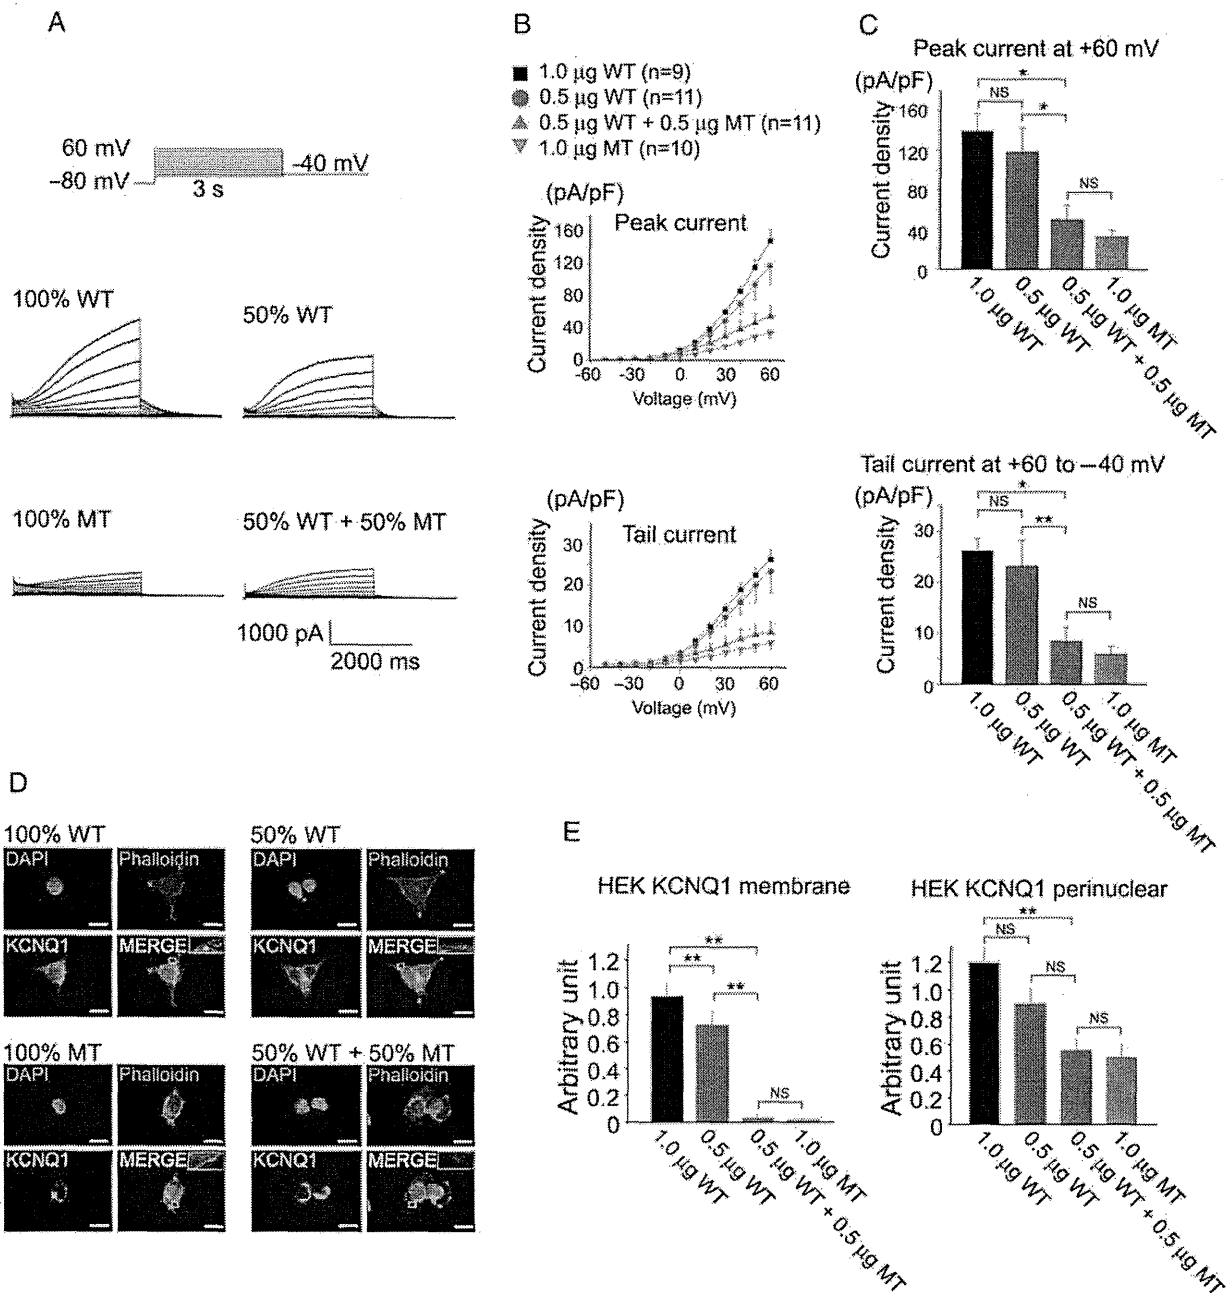 A
60 mV
−80 mV
3 s
-40 mV
100% WT
50% WT
100% MT
50% WT + 50% MT
1000 pA
2000 ms
B
■ 1.0 μg WT (n=9)
● 0.5 μg WT (n=11)
▲ 0.5 μg WT + 0.5 μg MT (n=11)
▼ 1.0 μg MT (n=10)
(pA/pF)
Peak current
Current density
160
120
80
40
0
-60 -30 0 30 60
Voltage (mV)
(pA/pF)
Tail current
Current density
30
20
10
0
−60 −30 0 30 60
Voltage (mV)
C
Peak current at +60 mV
(pA/pF)
Current density
160
120
80
40
0
*
NS
*
NS
1.0 μg WT
0.5 μg WT
0.5 μg WT + 0.5 μg MT
1.0 μg MT
Tail current at +60 to −40 mV
(pA/pF)
Current density
30
20
10
0
*
NS
**
NS
1.0 μg WT
0.5 μg WT
0.5 μg WT + 0.5 μg MT
1.0 μg MT
D
100% WT
DAPI
Phalloidin
KCNQ1
MERGE
50% WT
DAPI
Phalloidin
KCNQ1
MERGE
100% MT
DAPI
Phalloidin
KCNQ1
MERGE
50% WT + 50% MT
DAPI
Phalloidin
KCNQ1
MERGE
E
HEK KCNQ1 membrane
Arbitrary unit
1.2
1.0
0.8
0.6
0.4
0.2
0
**
**
**
NS
1.0 μg WT
0.5 μg WT
0.5 μg WT + 0.5 μg MT
1.0 μg MT
HEK KCNQ1 perinuclear
Arbitrary unit
1.2
1.0
0.8
0.6
0.4
0.2
0
**
NS
NS
NS
1.0 μg WT
0.5 μg WT
0.5 μg WT + 0.5 μg MT
1.0 μg MT